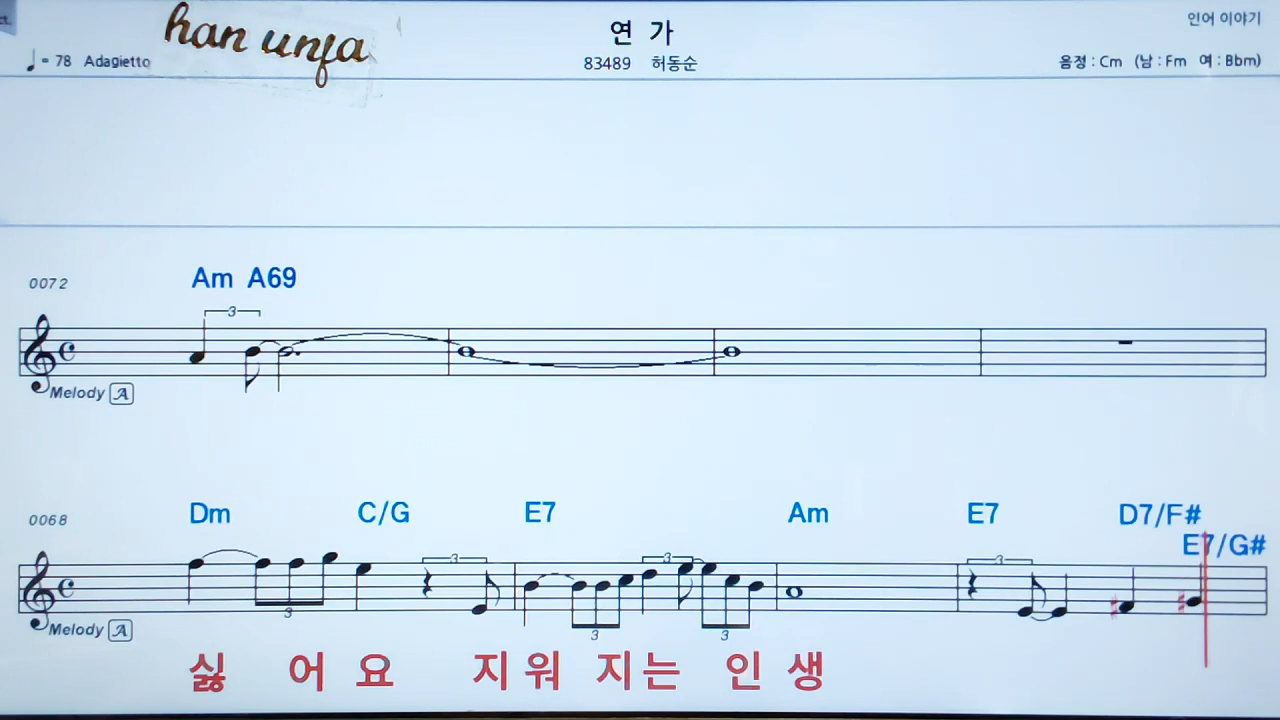 ct.
han unja
연 가
인어 이야기
♩= 78 Adagietto
83489 허동순
음정 : Cm (남 : Fm 여 : Bbm)
Am A69
0072
3
Melody A
Dm C/G E7 Am E7 D7/F#
0068
E7/G#
3 3 3
3 3 3
Melody A
싫 어 요 지 워 지 는 인 생